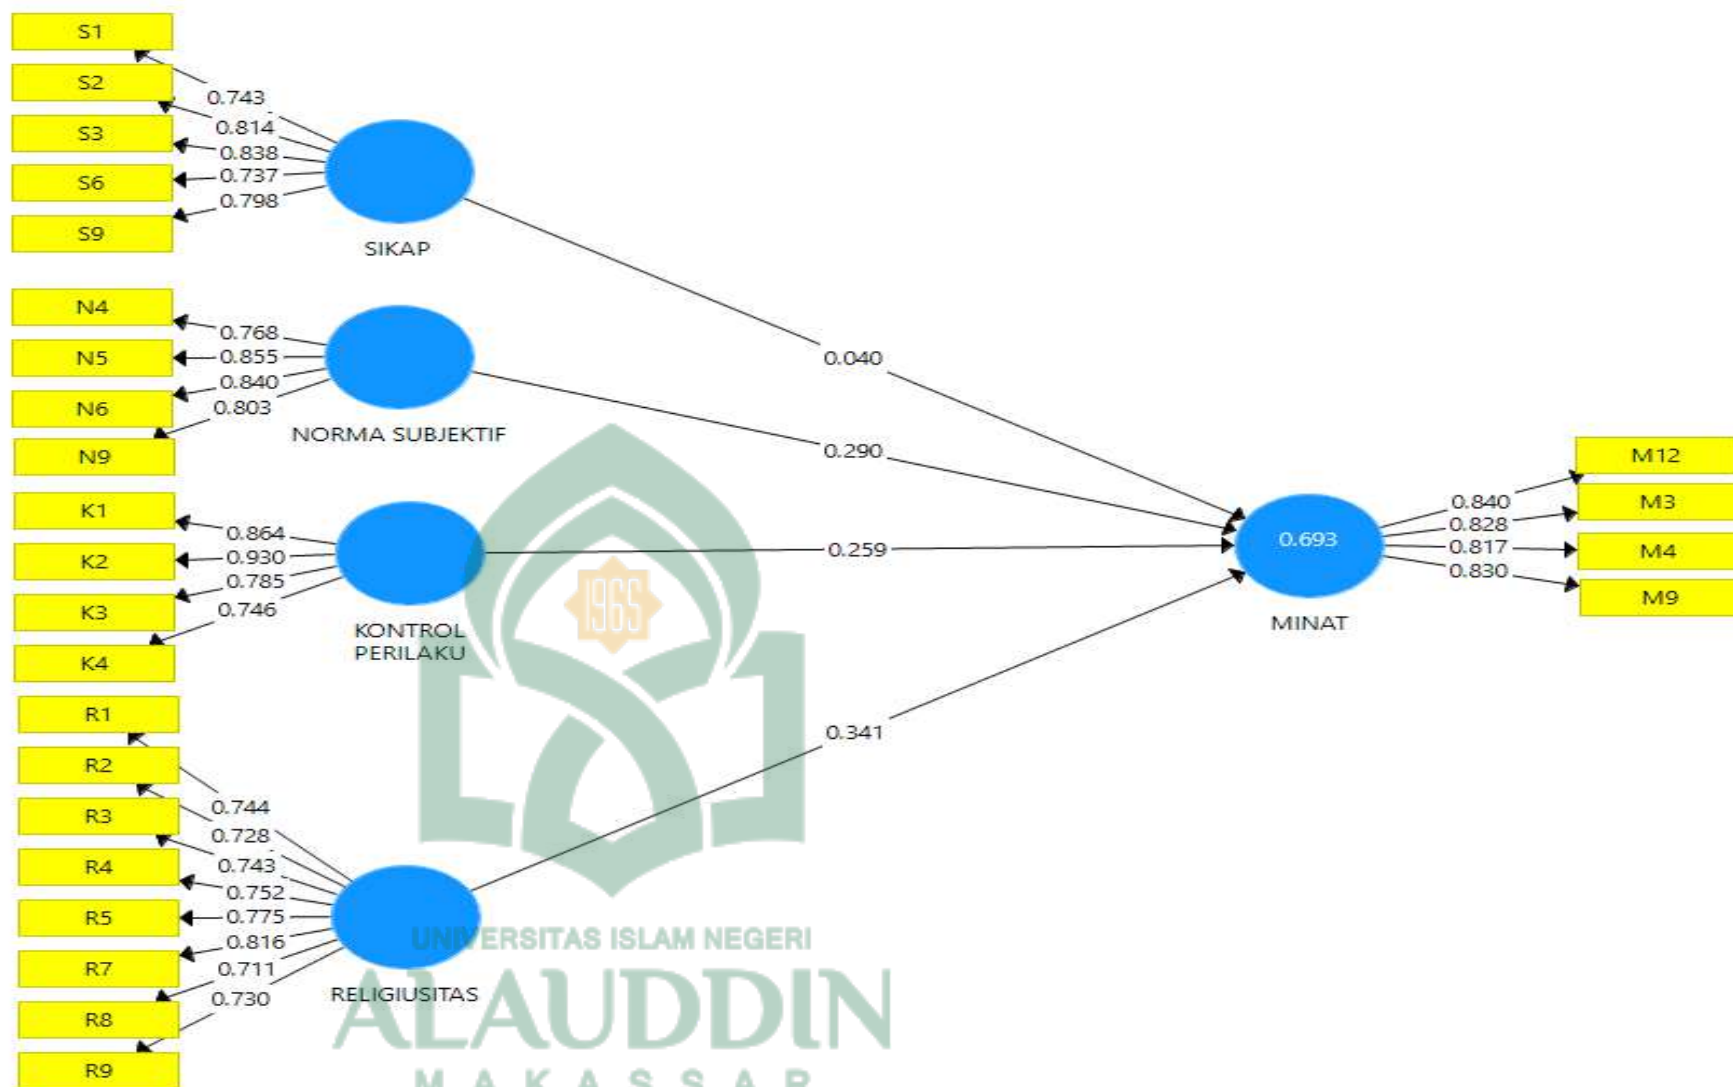 S1
S2
S3
S6
S9
0.743
0.814
0.838
0.737
0.798
SIKAP
N4
N5
N6
N9
0.768
0.855
0.840
0.803
NORMA SUBJEKTIF
K1
K2
K3
K4
0.864
0.930
0.785
0.746
KONTROL
PERILAKU
R1
R2
R3
R4
R5
R7
R8
R9
0.744
0.728
0.743
0.752
0.775
0.816
0.711
0.730
RELIGIUSITAS
0.040
0.290
0.259
0.341
0.693
MINAT
0.840
0.828
0.817
0.830
M12
M3
M4
M9
1965
UNIVERSITAS ISLAM NEGERI
ALAUDDIN
MAKASSAR